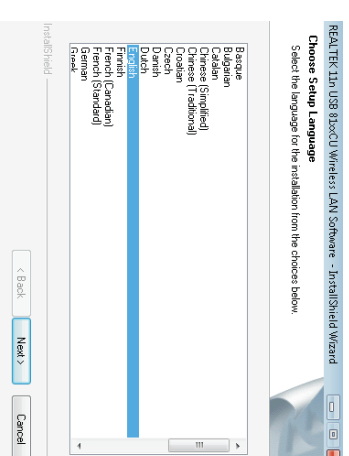 REALTEK 11n USB 81xxCU Wireless LAN Software - InstallShield Wizard
Choose Setup Language
Select the language for the installation from the choices below.
Basque
Bulgarian
Catalan
Chinese (Simplified)
Chinese (Traditional)
Croatian
Czech
Danish
Dutch
English
Finnish
French (Canadian)
French (Standard)
German
Greek
InstallShield
< Back
Next >
Cancel